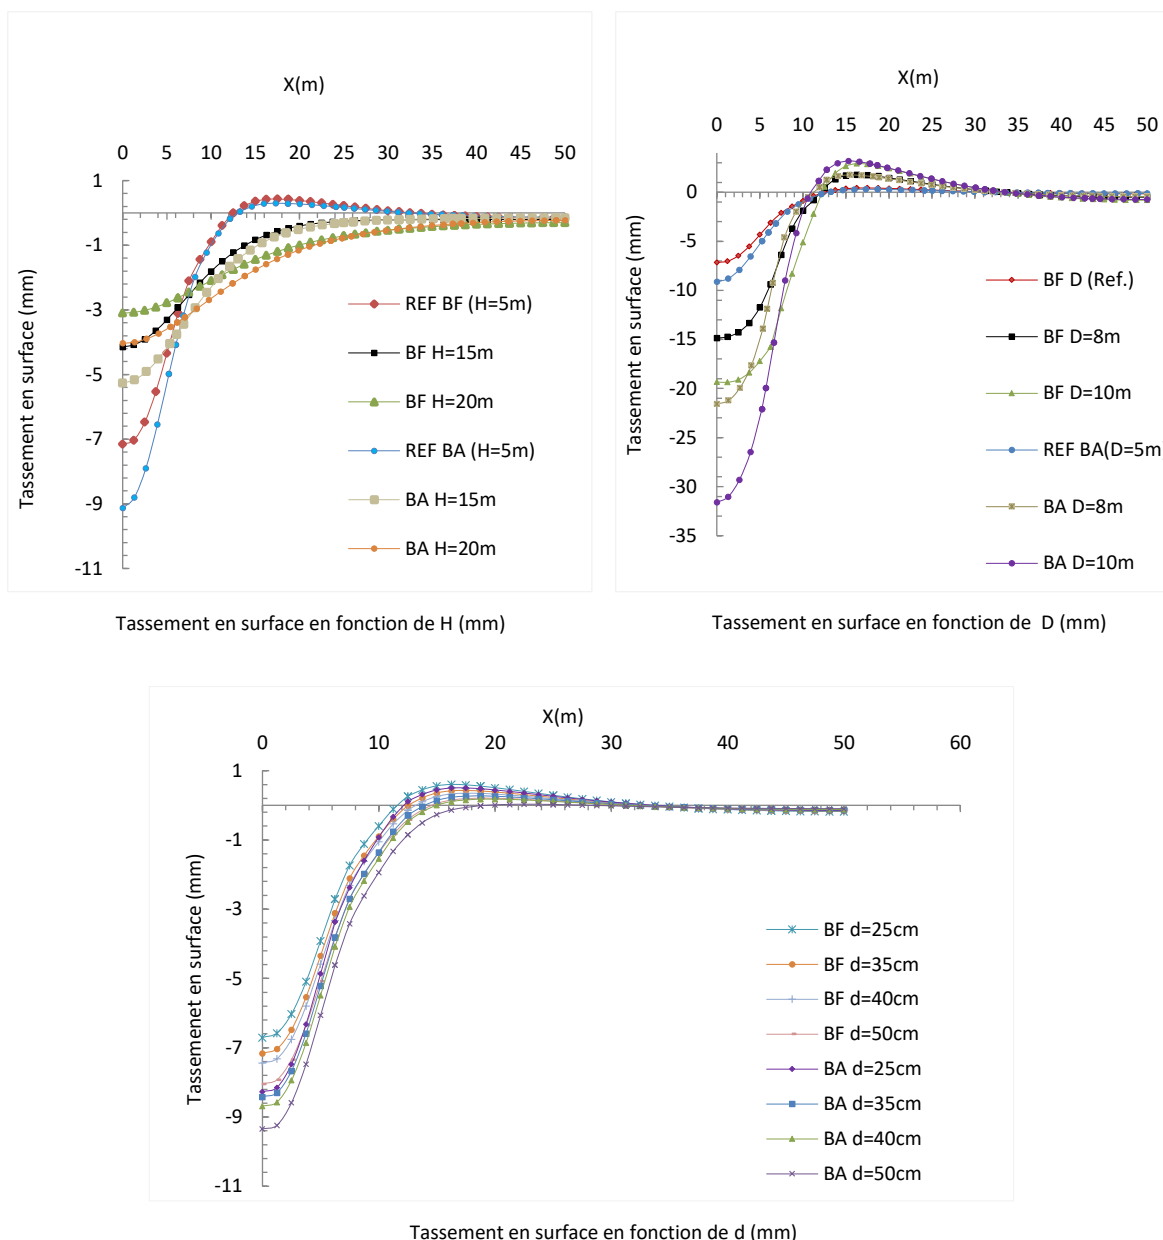 X(m)
0 5 10 15 20 25 30 35 40 45 50
1
-1
-3
-5
-7
-9
-11
Tassement en surface (mm)
REF BF (H=5m)
BF H=15m
BF H=20m
REF BA (H=5m)
BA H=15m
BA H=20m
Tassement en surface en fonction de H (mm)
X(m)
0 5 10 15 20 25 30 35 40 45 50
0
-5
-10
-15
-20
-25
-30
-35
Tassement en surface (mm)
BF D (Ref.)
BF D=8m
BF D=10m
REF BA(D=5m
BA D=8m
BA D=10m
Tassement en surface en fonction de D (mm)
X(m)
0 10 20 30 40 50 60
1
-1
-3
-5
-7
-9
-11
Tassemenet en surface (mm)
BF d=25cm
BF d=35cm
BF d=40cm
BF d=50cm
BA d=25cm
BA d=35cm
BA d=40cm
BA d=50cm
Tassement en surface en fonction de d (mm)